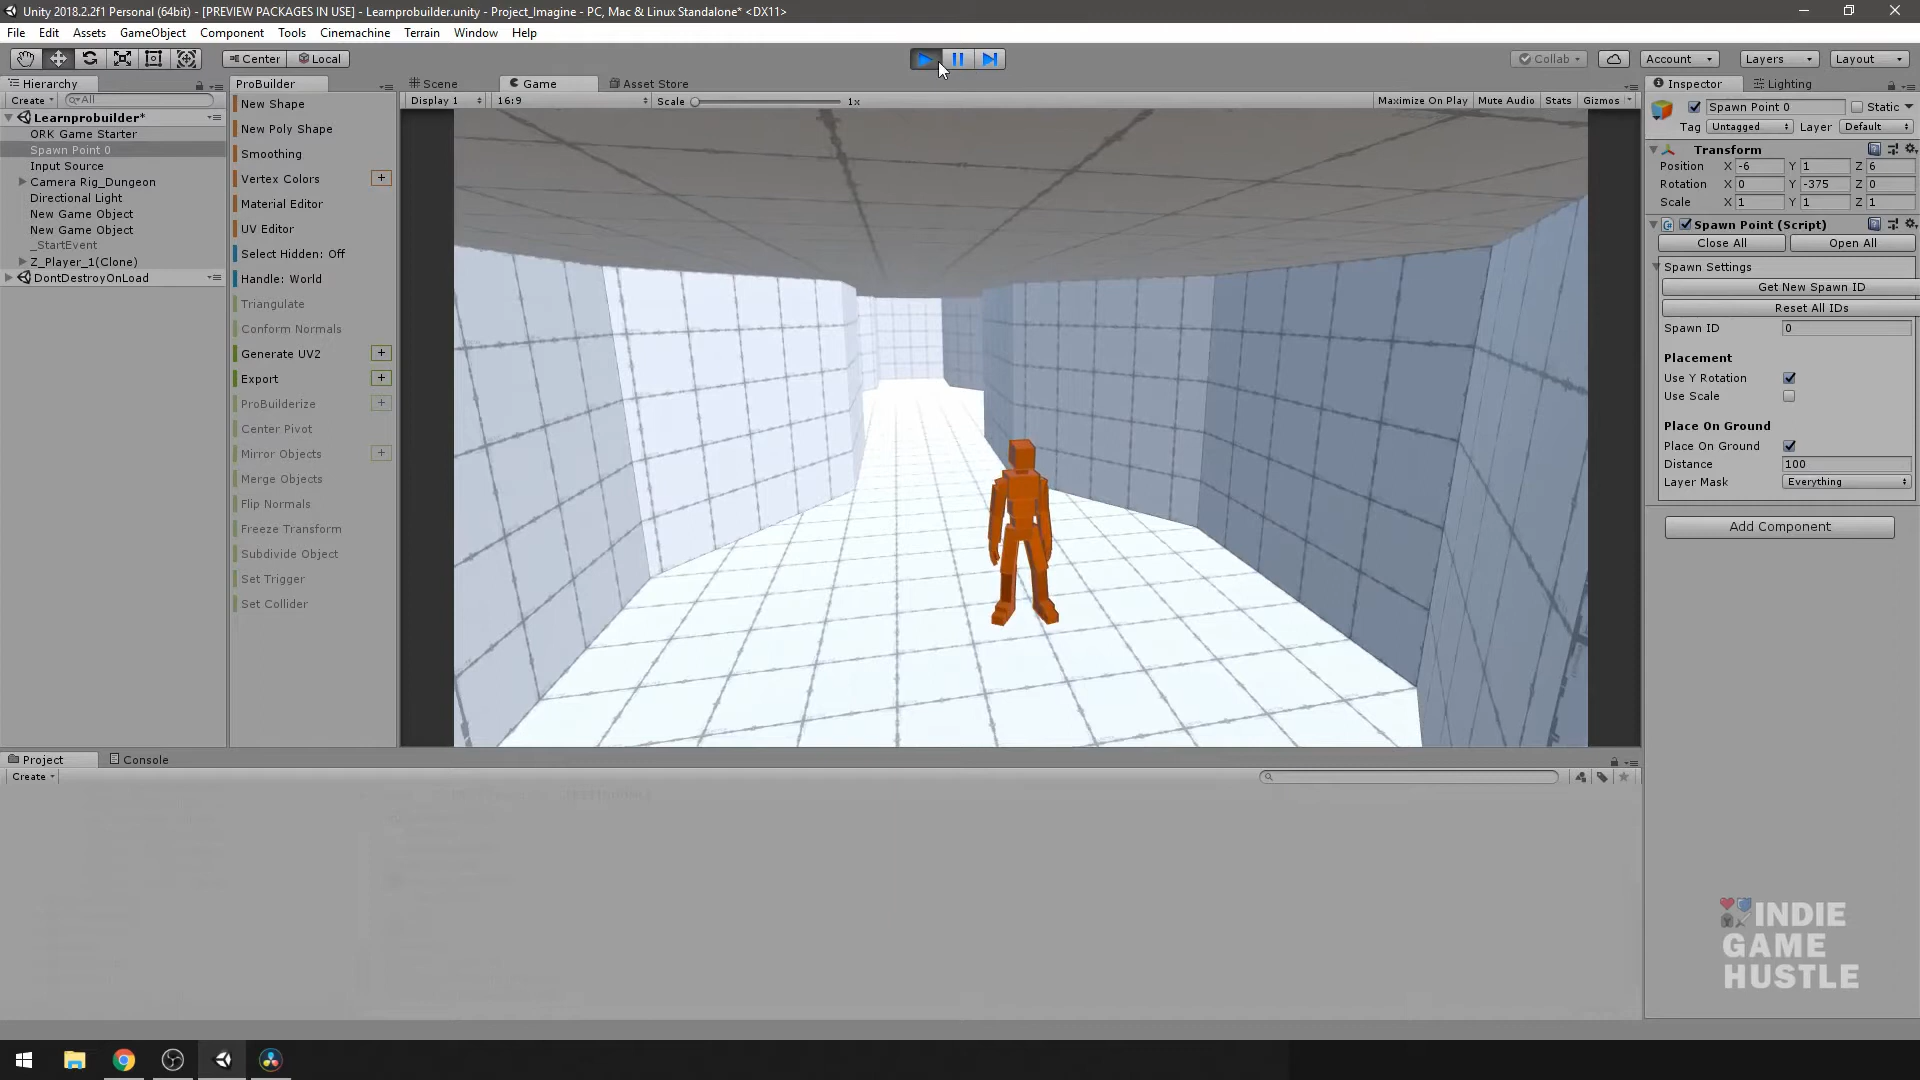 Unity 2018.2.2f1 Personal (64bit) - [PREVIEW PACKAGES IN USE] - Learnprobuilder.unity - Project_Imagine - PC, Mac & Linux Standalone* <DX11>
File Edit Assets GameObject Component Tools Cinemachine Terrain Window Help
Center Local Collab Account Layers Layout
Hierarchy
Create All
Learnprobuilder*
ORK Game Starter
Spawn Point 0
Input Source
Camera Rig_Dungeon
Directional Light
New Game Object
New Game Object
_StartEvent
Z_Player_1(Clone)
DontDestroyOnLoad
ProBuilder
New Shape
New Poly Shape
Smoothing
Vertex Colors +
Material Editor
UV Editor
Select Hidden: Off
Handle: World
Triangulate
Conform Normals
Generate UV2 +
Export +
ProBuilderize +
Center Pivot
Mirror Objects +
Merge Objects
Flip Normals
Freeze Transform
Subdivide Object
Set Trigger
Set Collider
Scene Game Asset Store
Display 1 16:9 Scale 1x Maximize On Play Mute Audio Stats Gizmos
Inspector Lighting
Spawn Point 0 Static
Tag Untagged Layer Default
Transform
Position X -6 Y 1 Z 6
Rotation X 0 Y -375 Z 0
Scale X 1 Y 1 Z 1
Spawn Point (Script)
Close All Open All
Spawn Settings
Get New Spawn ID
Reset All IDs
Spawn ID 0
Placement
Use Y Rotation
Use Scale
Place On Ground
Place On Ground
Distance 100
Layer Mask Everything
Add Component
Project Console
Create
INDIE
GAME
HUSTLE